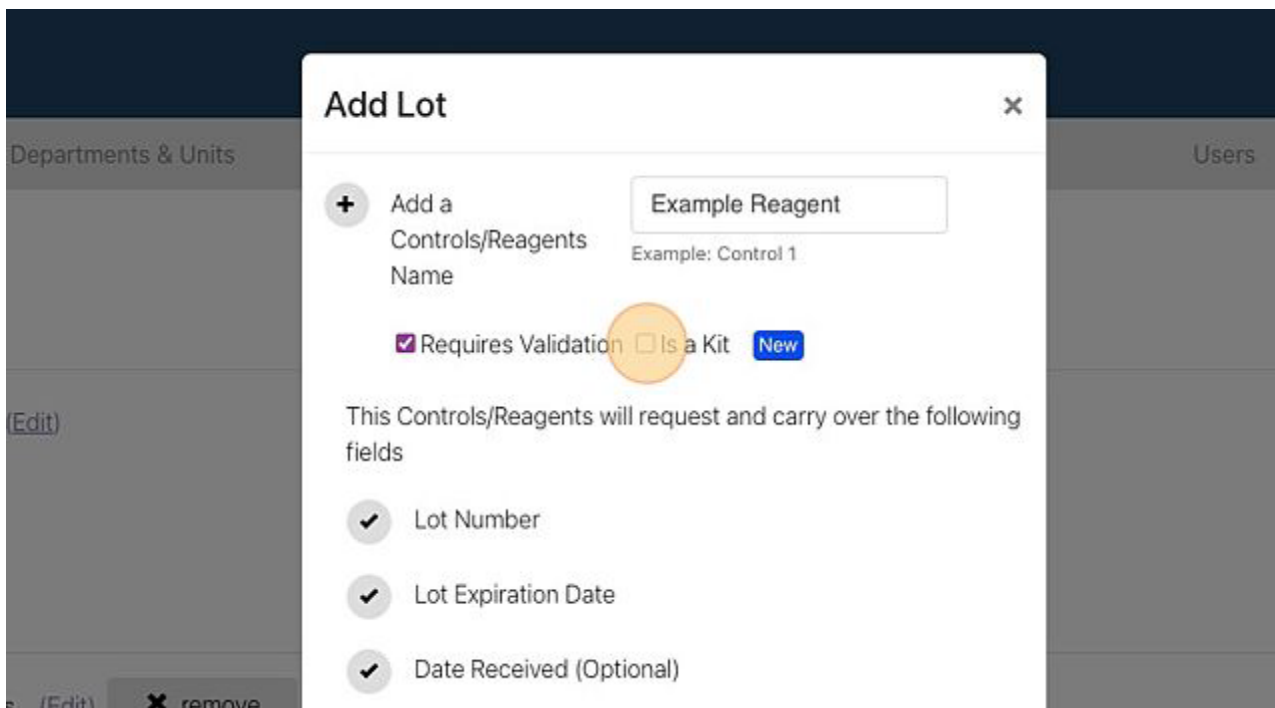 Add Lot
×
Departments & Units
Users
Add a
Controls/Reagents
Name
Example Reagent
Example: Control 1
Requires Validation
Is a Kit
New
(Edit)
This Controls/Reagents will request and carry over the following
fields
Lot Number
Lot Expiration Date
Date Received (Optional)
(Edit)
remove